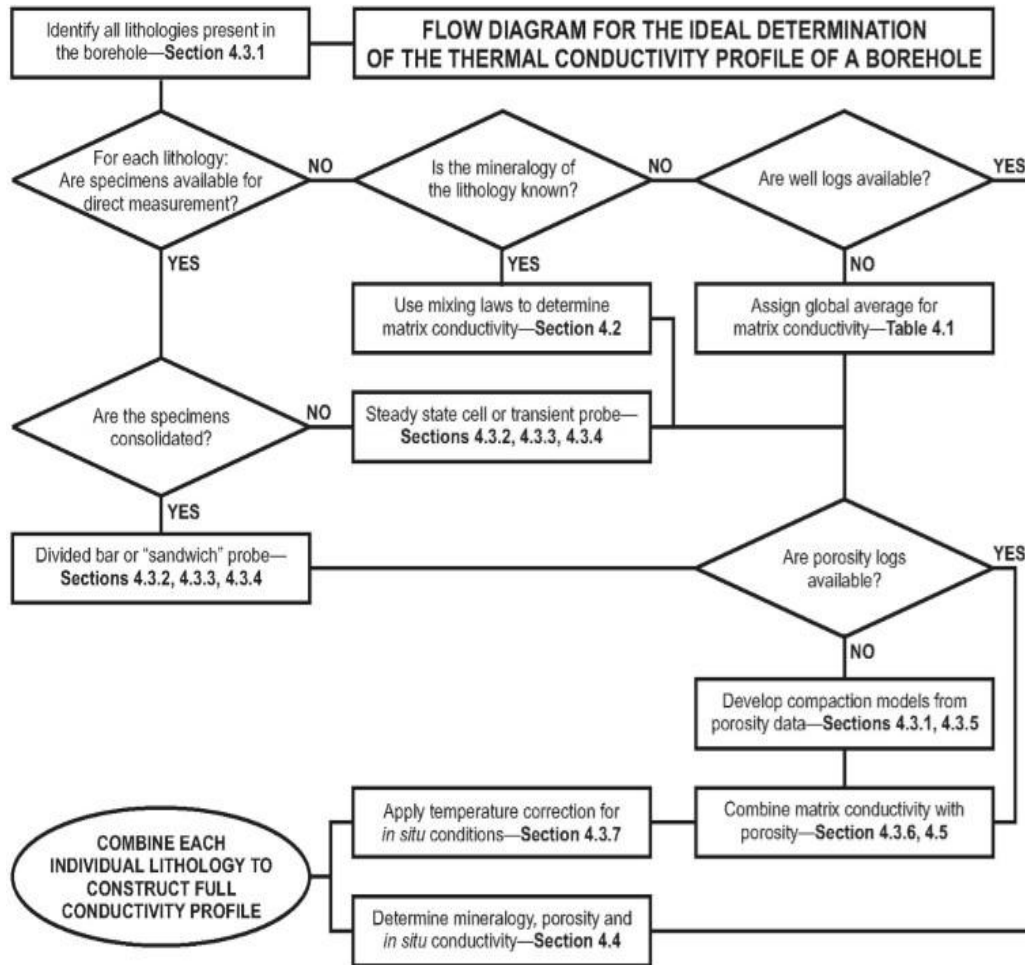 Identify all lithologies present in
the borehole—Section 4.3.1
FLOW DIAGRAM FOR THE IDEAL DETERMINATION
OF THE THERMAL CONDUCTIVITY PROFILE OF A BOREHOLE
For each lithology:
Are specimens available for
direct measurement?
NO
Is the mineralogy of
the lithology known?
NO
Are well logs available?
YES
YES
YES
NO
Use mixing laws to determine
matrix conductivity—Section 4.2
Assign global average for
matrix conductivity—Table 4.1
Are the specimens
consolidated?
NO
Steady state cell or transient probe—
Sections 4.3.2, 4.3.3, 4.3.4
YES
Divided bar or "sandwich" probe—
Sections 4.3.2, 4.3.3, 4.3.4
Are porosity logs
available?
YES
NO
Develop compaction models from
porosity data—Sections 4.3.1, 4.3.5
Apply temperature correction for
in situ conditions—Section 4.3.7
Combine matrix conductivity with
porosity—Section 4.3.6, 4.5
COMBINE EACH
INDIVIDUAL LITHOLOGY TO
CONSTRUCT FULL
CONDUCTIVITY PROFILE
Determine mineralogy, porosity and
in situ conductivity—Section 4.4